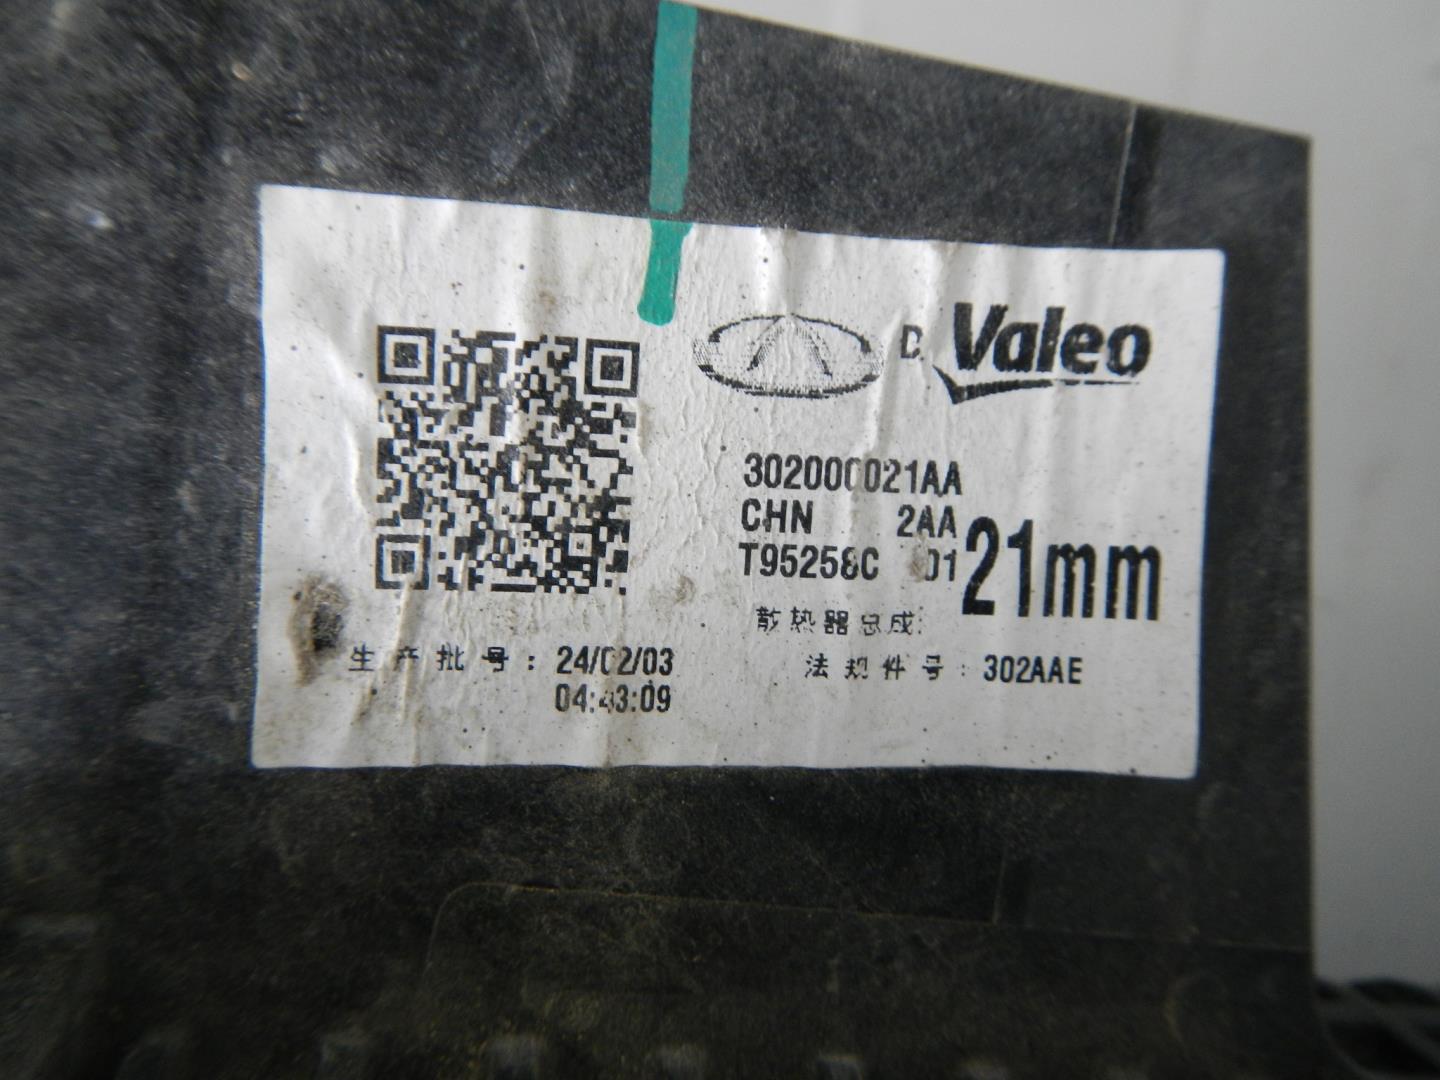 D Valeo
302000021AA
CHN 2AA
T95258C 01
21mm
散热器总成
生产批号: 24/02/03
04:43:09
法规件号: 302AAE